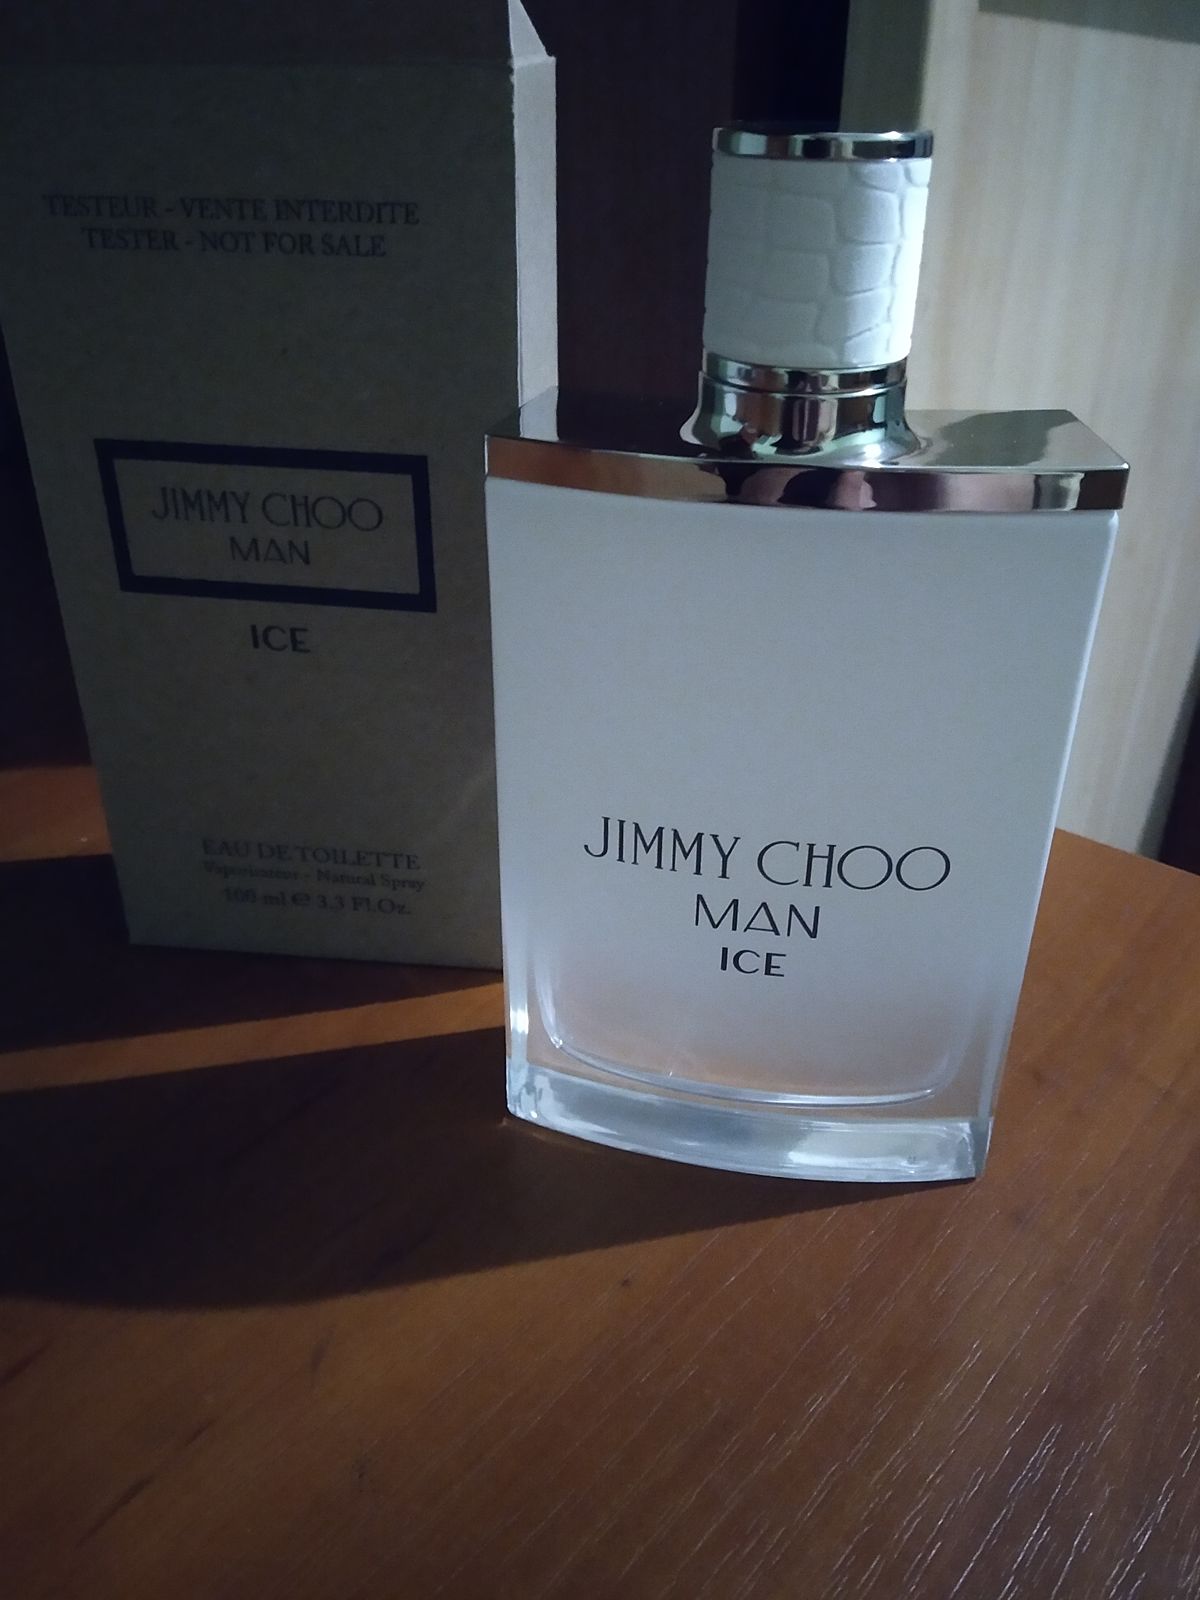 TESTEUR - VENTE INTERDITE
TESTER - NOT FOR SALE
JIMMY CHOO
MAN
ICE
EAU DE TOILETTE
Vaporisateur - Natural Spray
100 ml ℮ 3.3 Fl.Oz.
JIMMY CHOO
MAN
ICE